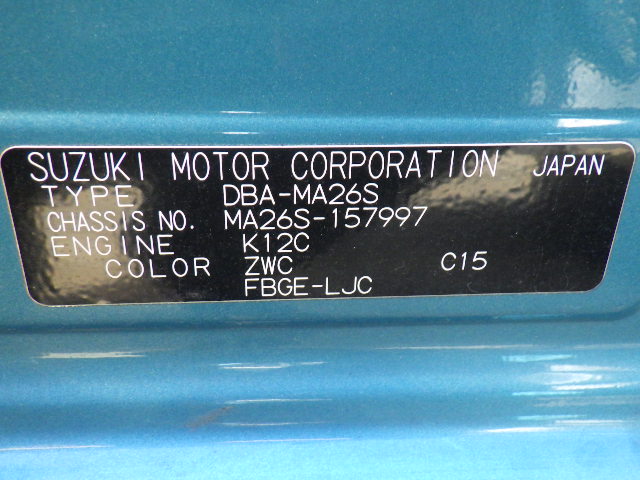 SUZUKI MOTOR CORPORATION JAPAN
TYPE DBA-MA26S
CHASSIS NO. MA26S-157997
ENGINE K12C
COLOR ZWC C15
FBGE-LJC